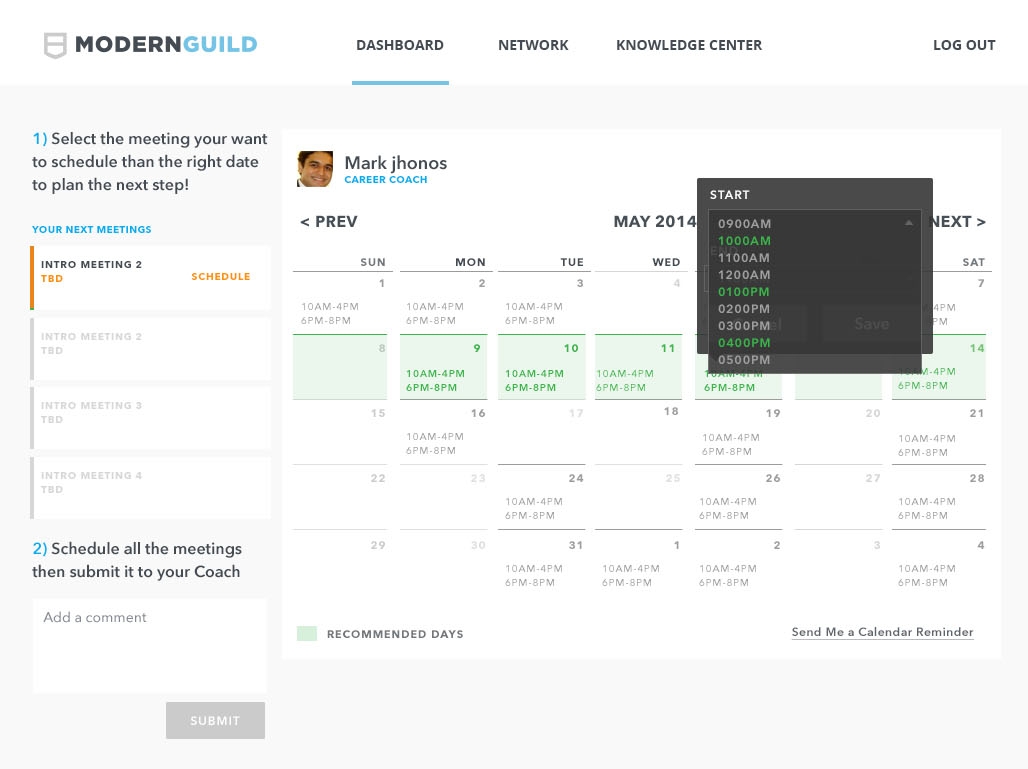 MODERNGUILD
DASHBOARD
NETWORK
KNOWLEDGE CENTER
LOG OUT
1) Select the meeting your want
to schedule than the right date
to plan the next step!
YOUR NEXT MEETINGS
INTRO MEETING 2
TBD
SCHEDULE
INTRO MEETING 2
TBD
INTRO MEETING 3
TBD
INTRO MEETING 4
TBD
2) Schedule all the meetings
then submit it to your Coach
Add a comment
SUBMIT
Mark jhonos
CAREER COACH
< PREV
MAY 2014
NEXT >
START
0900AM
1000AM
1100AM
1200AM
0100PM
0200PM
0300PM
0400PM
0500PM
END
Save
SUN MON TUE WED SAT
1 2 3 4 7
10AM-4PM 10AM-4PM 10AM-4PM
6PM-8PM 6PM-8PM 6PM-8PM
8 9 10 11 14
10AM-4PM 10AM-4PM 10AM-4PM 10AM-4PM 10AM-4PM
6PM-8PM 6PM-8PM 6PM-8PM 6PM-8PM 6PM-8PM
15 16 17 18 19 20 21
10AM-4PM 10AM-4PM 10AM-4PM
6PM-8PM 6PM-8PM 6PM-8PM
22 23 24 25 26 27 28
10AM-4PM 10AM-4PM 10AM-4PM
6PM-8PM 6PM-8PM 6PM-8PM
29 30 31 1 2 3 4
10AM-4PM 10AM-4PM 10AM-4PM 10AM-4PM
6PM-8PM 6PM-8PM 6PM-8PM 6PM-8PM
RECOMMENDED DAYS
Send Me a Calendar Reminder